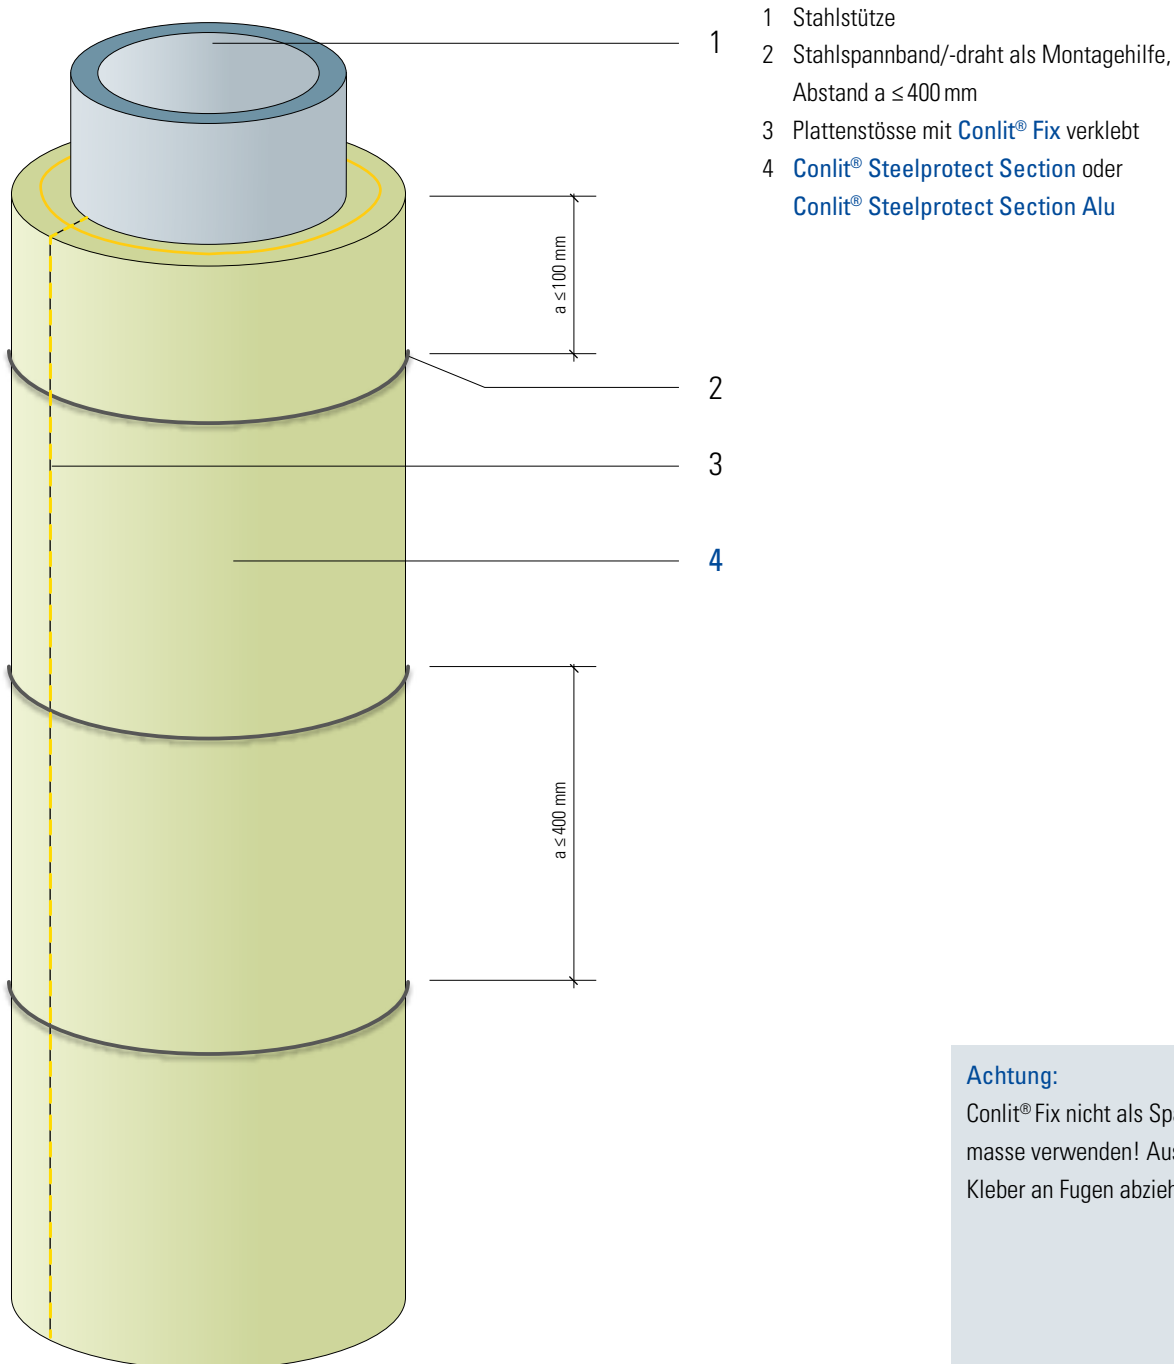 1 Stahlstütze
2 Stahlspannband/-draht als Montagehilfe,
Abstand a ≤ 400 mm
3 Plattenstösse mit Conlit® Fix verklebt
4 Conlit® Steelprotect Section oder
Conlit® Steelprotect Section Alu
1
a ≤ 100 mm
2
3
4
a ≤ 400 mm
Achtung:
Conlit® Fix nicht als
masse verwenden!
Kleber an Fugen